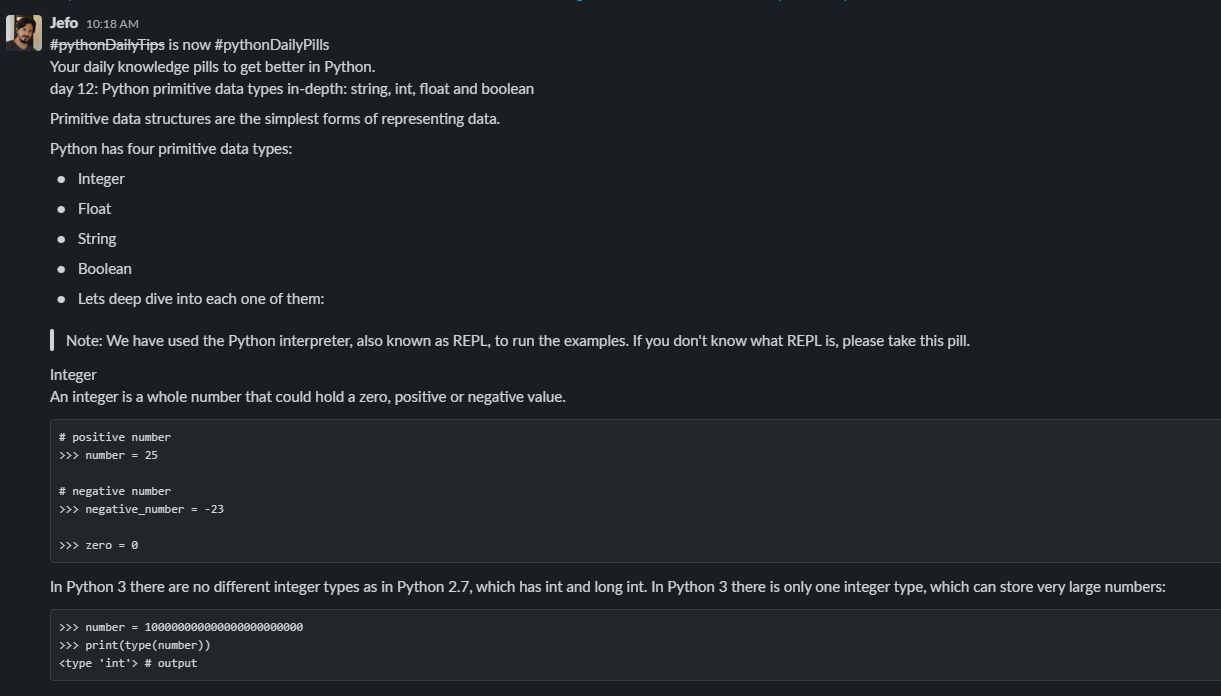 Jefo 10:18 AM
#pythonDailyTips is now #pythonDailyPills
Your daily knowledge pills to get better in Python.
day 12: Python primitive data types in-depth: string, int, float and boolean
Primitive data structures are the simplest forms of representing data.
Python has four primitive data types:
● Integer
● Float
● String
● Boolean
● Lets deep dive into each one of them:
Note: We have used the Python interpreter, also known as REPL, to run the examples. If you don't know what REPL is, please take this pill.
Integer
An integer is a whole number that could hold a zero, positive or negative value.
# positive number
>>> number = 25
# negative number
>>> negative_number = -23
>>> zero = 0
In Python 3 there are no different integer types as in Python 2.7, which has int and long int. In Python 3 there is only one integer type, which can store very large numbers:
>>> number = 100000000000000000000000
>>> print(type(number))
<type 'int'> # output